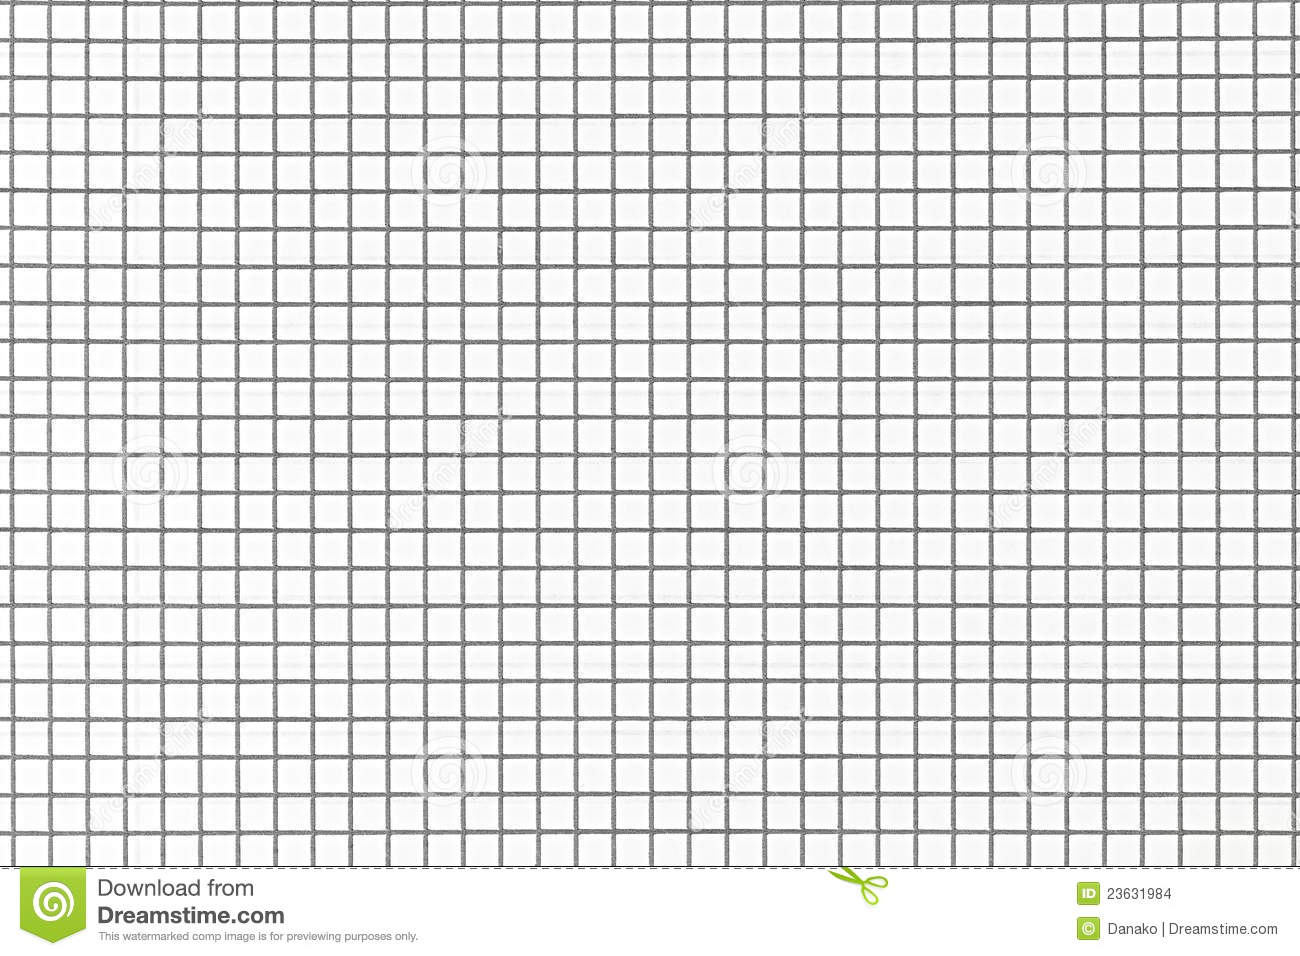 Download from
Dreamstime.com
This watermarked comp image is for previewing purposes only.
ID 23631984
© Danako | Dreamstime.com